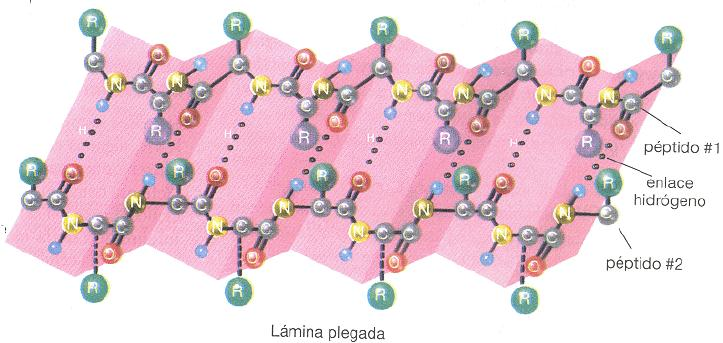 R R R R R
O O O O
C C C C C
N C N C N C N C N C N C N C N C
C C C C
O O O O
H R H R H R H R
péptido #1
enlace
hidrógeno
R O R O R O R O R
C C N C C N C C N C C N C
N C C N C C N C C N C C
O O O O
péptido #2
R R R R
Lámina plegada